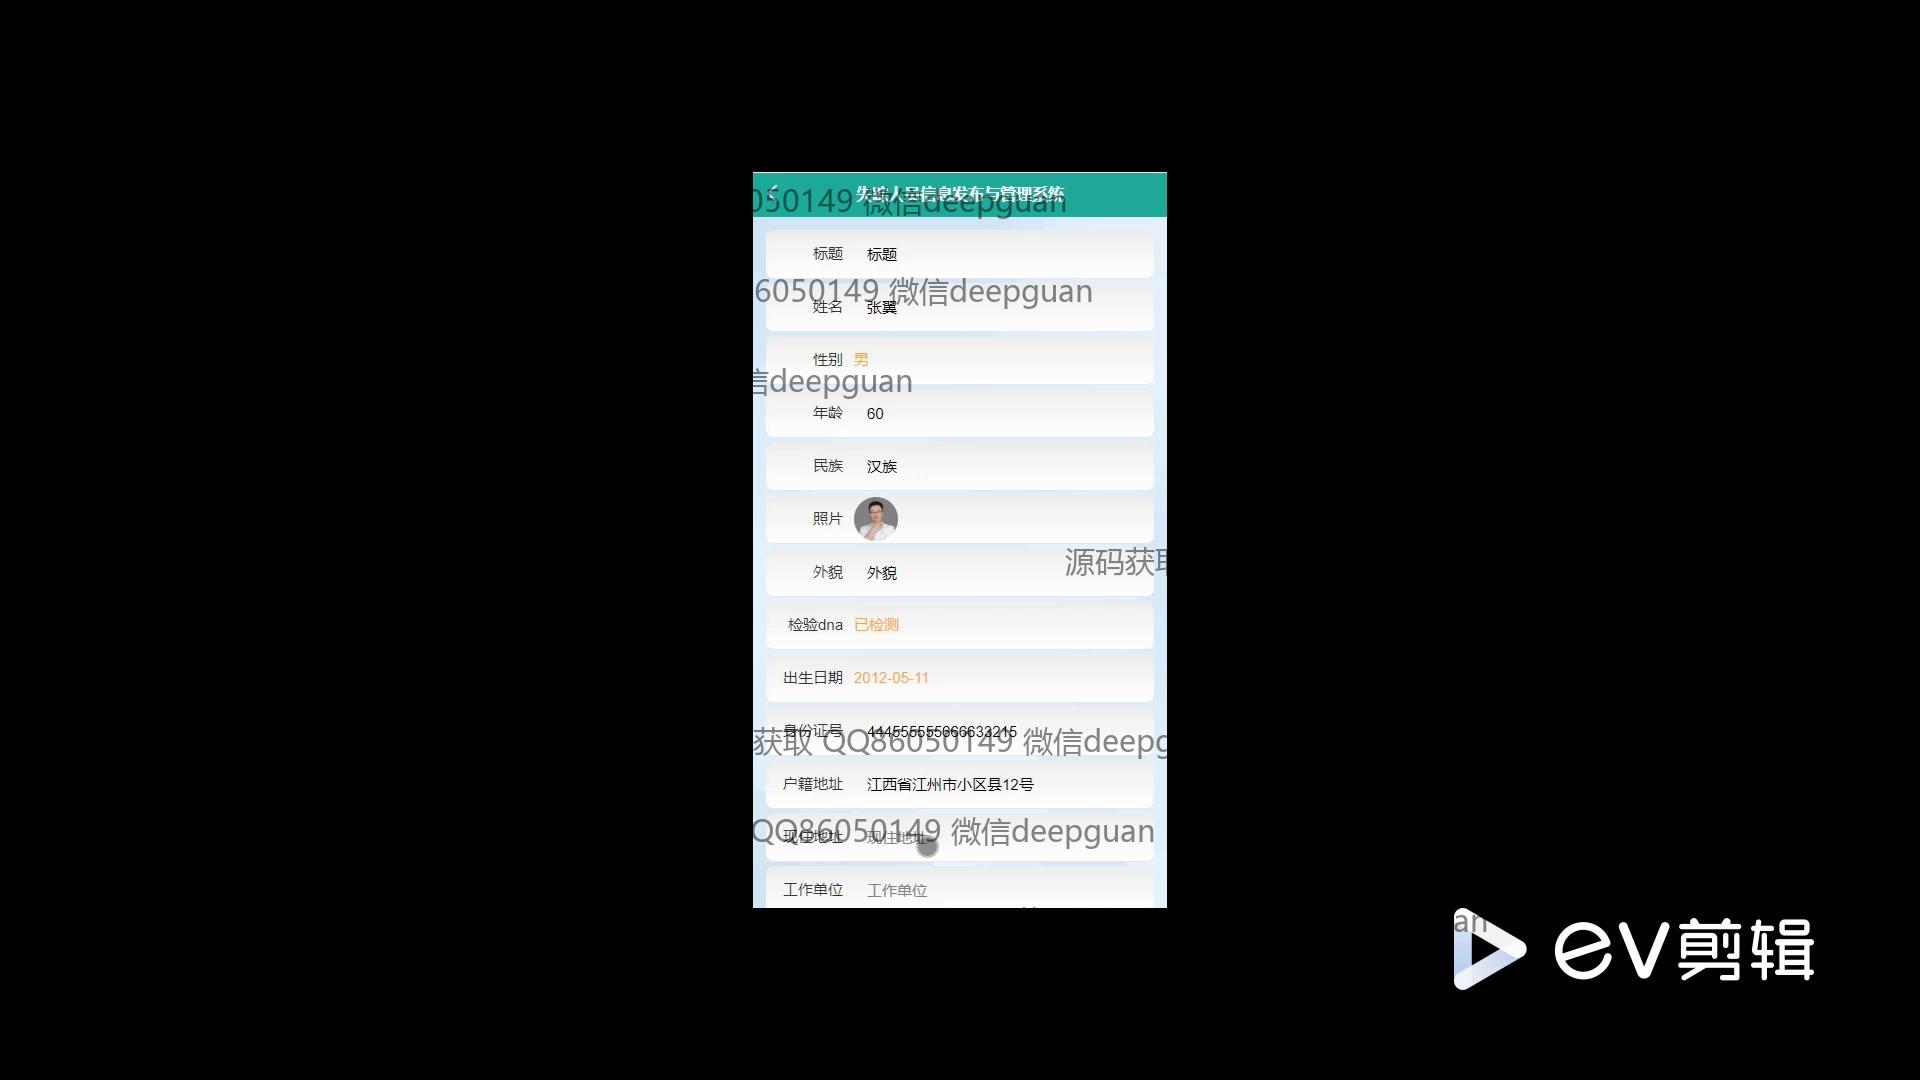 失踪人员信息发布与管理系统
050149 微信deepguan
标题 标题
6050149 微信deepguan
姓名 张翼
性别 男
信deepguan
年龄 60
民族 汉族
照片
源码获取
外貌 外貌
检验dna 已检测
出生日期 2012-05-11
身份证号 444555555666633215
获取 QQ86050149 微信deepg
户籍地址 江西省江州市小区县12号
QQ86050149 微信deepguan
现住地址 现住地址
工作单位 工作单位
an
ev剪辑